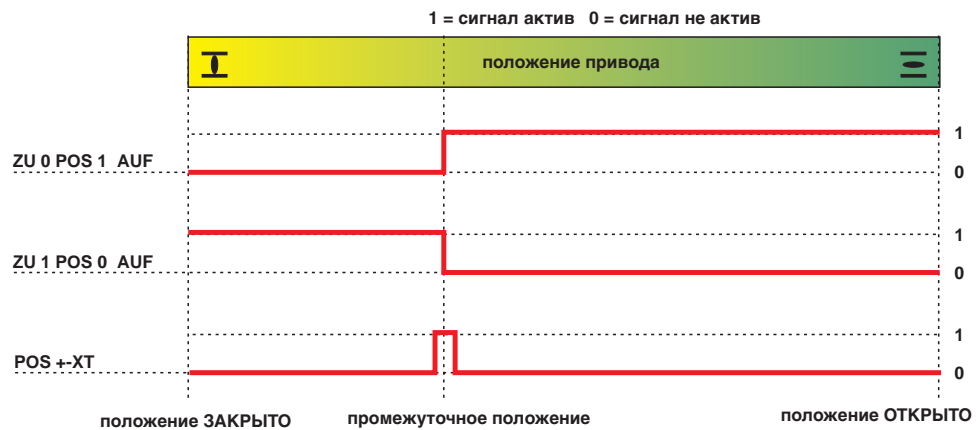 1 = сигнал актив   0 = сигнал не актив
положение привода
1
ZU 0 POS 1  AUF
0
1
ZU 1 POS 0  AUF
0
1
POS +-XT
0
положение ЗАКРЫТО
промежуточное положение
положение ОТКРЫТО